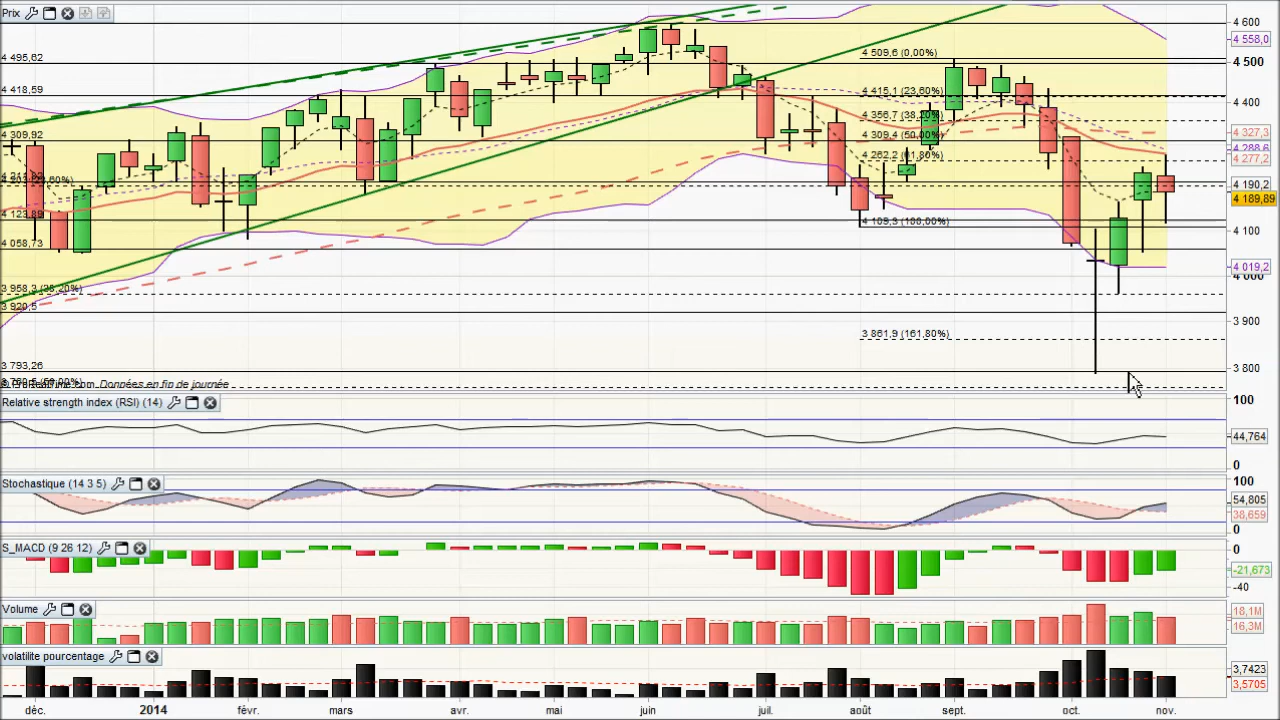 Prix
4 600
4 558,0
4 509,6 (0,00%)
4 495,62
4 500
4 418,59
4 415,1 (23,60%)
4 400
4 356,7 (38,20%)
4 327,3
4 309,92
4 309,4 (50,00%)
4 262,2 (61,80%)
4 277,2
4 190,2
4 189,89
4 123,89
4 109,3 (100,00%)
4 100
4 058,73
4 019,2
4 000
3 958,3 (38,20%)
3 920,5
3 900
3 861,9 (161,80%)
3 793,26
3 800
© ProRealTime.com Données en fin de journée
Relative strength index (RSI) (14)
100
44,764
0
Stochastique (14 3 5)
100
54,805
38,659
0
S_MACD (9 26 12)
0
-21,673
-40
Volume
18,1M
16,3M
volatilite pourcentage
3,7423
3,5705
déc.
2014
févr.
mars
avr.
mai
juin
juil.
août
sept.
oct.
nov.